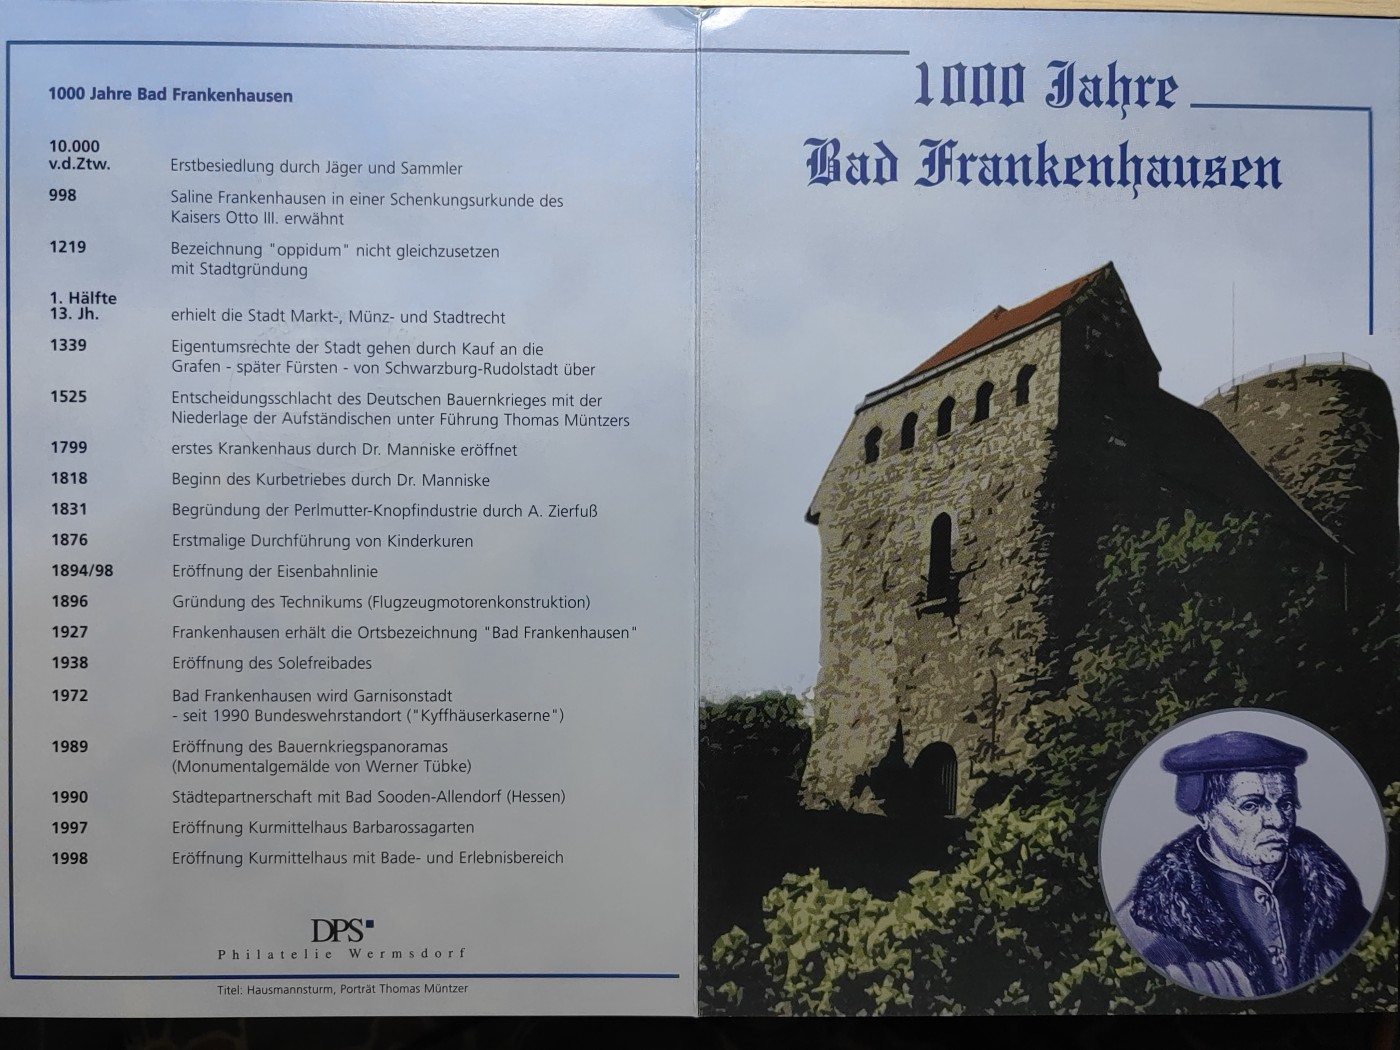 1000 Jahre Bad Frankenhausen
10.000
v.d.Ztw. Erstbesiedlung durch Jäger und Sammler
998 Saline Frankenhausen in einer Schenkungsurkunde des
Kaisers Otto III. erwähnt
1219 Bezeichnung "oppidum" nicht gleichzusetzen
mit Stadtgründung
1. Hälfte
13. Jh. erhielt die Stadt Markt-, Münz- und Stadtrecht
1339 Eigentumsrechte der Stadt gehen durch Kauf an die
Grafen - später Fürsten - von Schwarzburg-Rudolstadt über
1525 Entscheidungsschlacht des Deutschen Bauernkrieges mit der
Niederlage der Aufständischen unter Führung Thomas Müntzers
1799 erstes Krankenhaus durch Dr. Manniske eröffnet
1818 Beginn des Kurbetriebes durch Dr. Manniske
1831 Begründung der Perlmutter-Knopfindustrie durch A. Zierfuß
1876 Erstmalige Durchführung von Kinderkuren
1894/98 Eröffnung der Eisenbahnlinie
1896 Gründung des Technikums (Flugzeugmotorenkonstruktion)
1927 Frankenhausen erhält die Ortsbezeichnung "Bad Frankenhausen"
1938 Eröffnung des Solefreibades
1972 Bad Frankenhausen wird Garnisonstadt
- seit 1990 Bundeswehrstandort ("Kyffhäuserkaserne")
1989 Eröffnung des Bauernkriegspanoramas
(Monumentalgemälde von Werner Tübke)
1990 Städtepartnerschaft mit Bad Sooden-Allendorf (Hessen)
1997 Eröffnung Kurmittelhaus Barbarossagarten
1998 Eröffnung Kurmittelhaus mit Bade- und Erlebnisbereich
DPS
Philatelie Wermsdorf
Titel: Hausmannsturm, Porträt Thomas Müntzer
1000 Jahre
Bad Frankenhausen